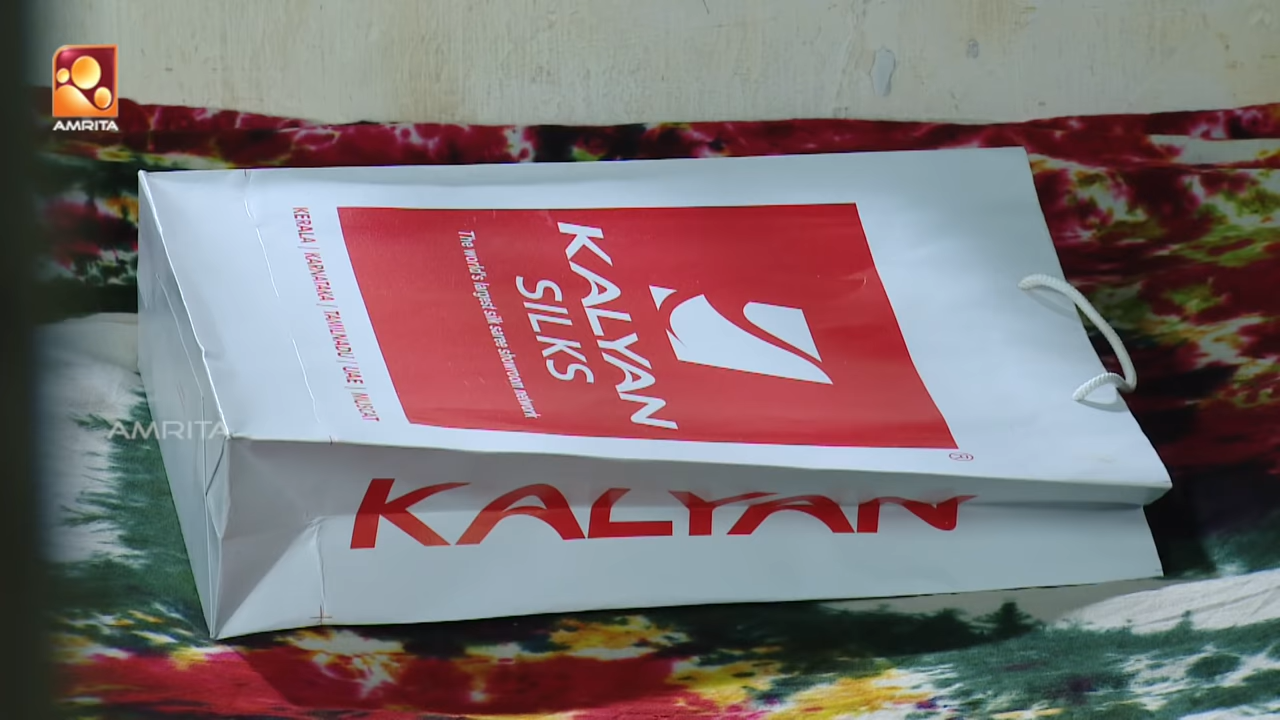 AMRITA
KALYAN
SILKS
The world's largest silk saree showroom network
KERALA | KARNATAKA | TAMILNADU | UAE | MUSCAT
®
KALYAN
AMRITA